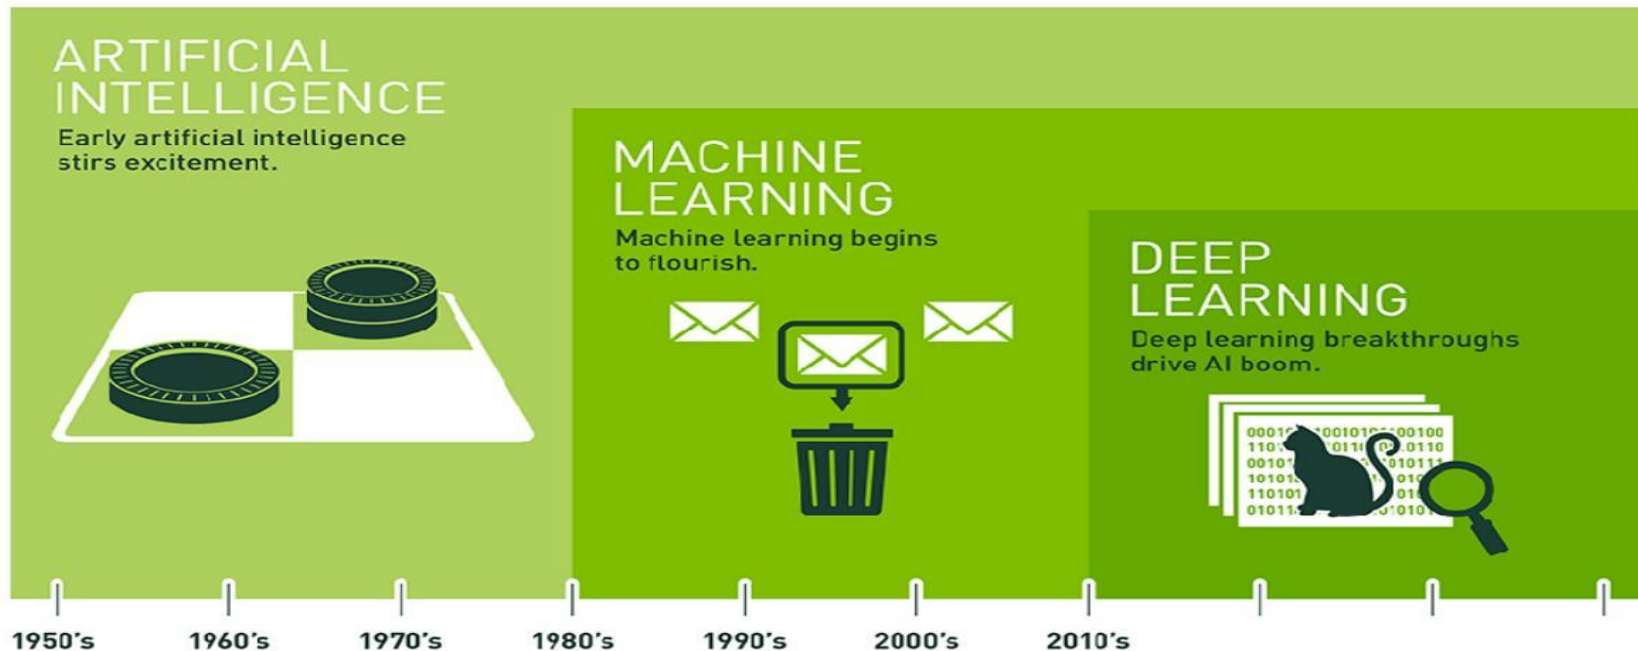 ARTIFICIAL
INTELLIGENCE
Early artificial intelligence
stirs excitement.
MACHINE
LEARNING
Machine learning begins
to flourish.
DEEP
LEARNING
Deep learning breakthroughs
drive AI boom.
1950's 1960's 1970's 1980's 1990's 2000's 2010's